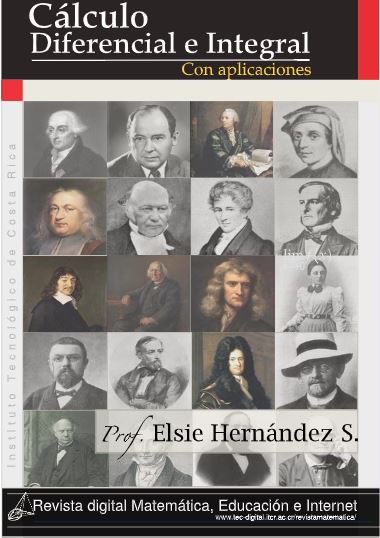 Cálculo
Diferencial e Integral
Con aplicaciones
Instituto Tecnológico de Costa Rica
Prof. Elsie Hernández S.
Revista digital Matemática, Educación e Internet
www.tec-digital.itcr.ac.cr/revistamatematica/